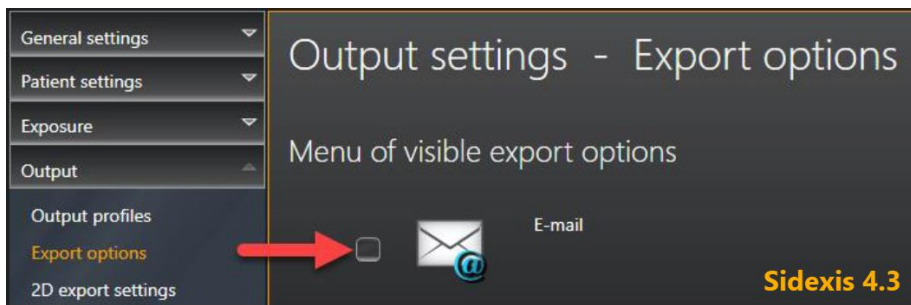 General settings
Patient settings
Exposure
Output
Output profiles
Export options
2D export settings
Output settings - Export options
Menu of visible export options
E-mail
@
Sidexis 4.3